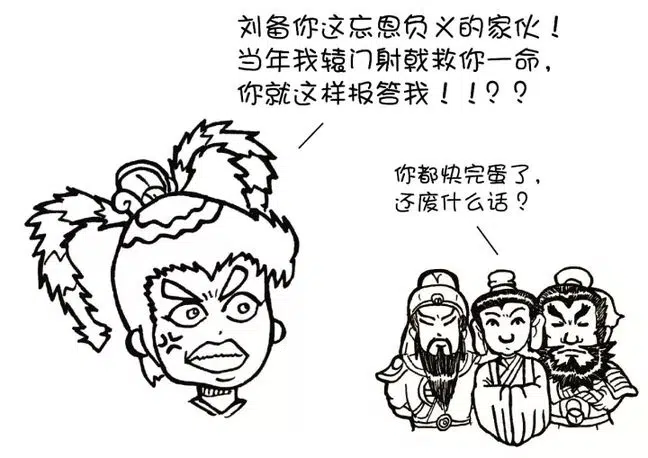 刘备你这忘恩负义的家伙！
当年我辕门射戟救你一命，
你就这样报答我！！？？
你都快完蛋了，
还废什么话？